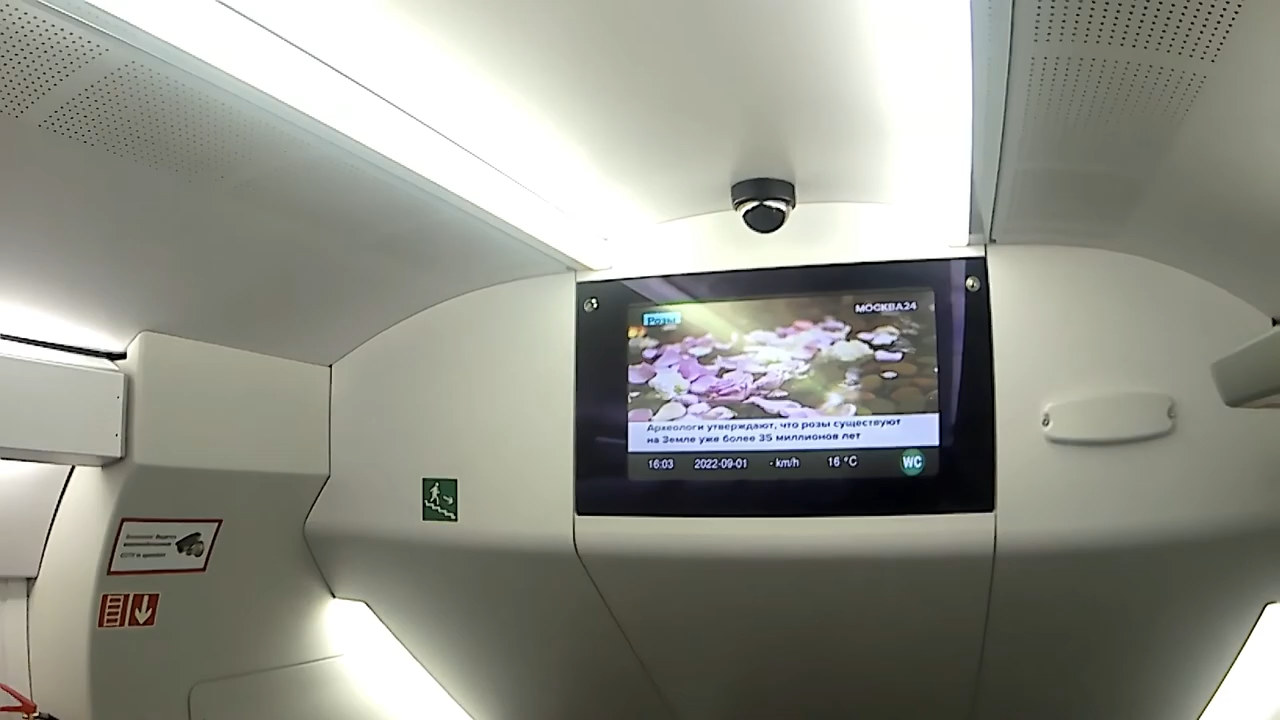 Розы
МОСКВА24
Археологи утверждают, что розы существуют
на Земле уже более 35 миллионов лет
16:03 2022-09-01 - km/h 16 °C WC